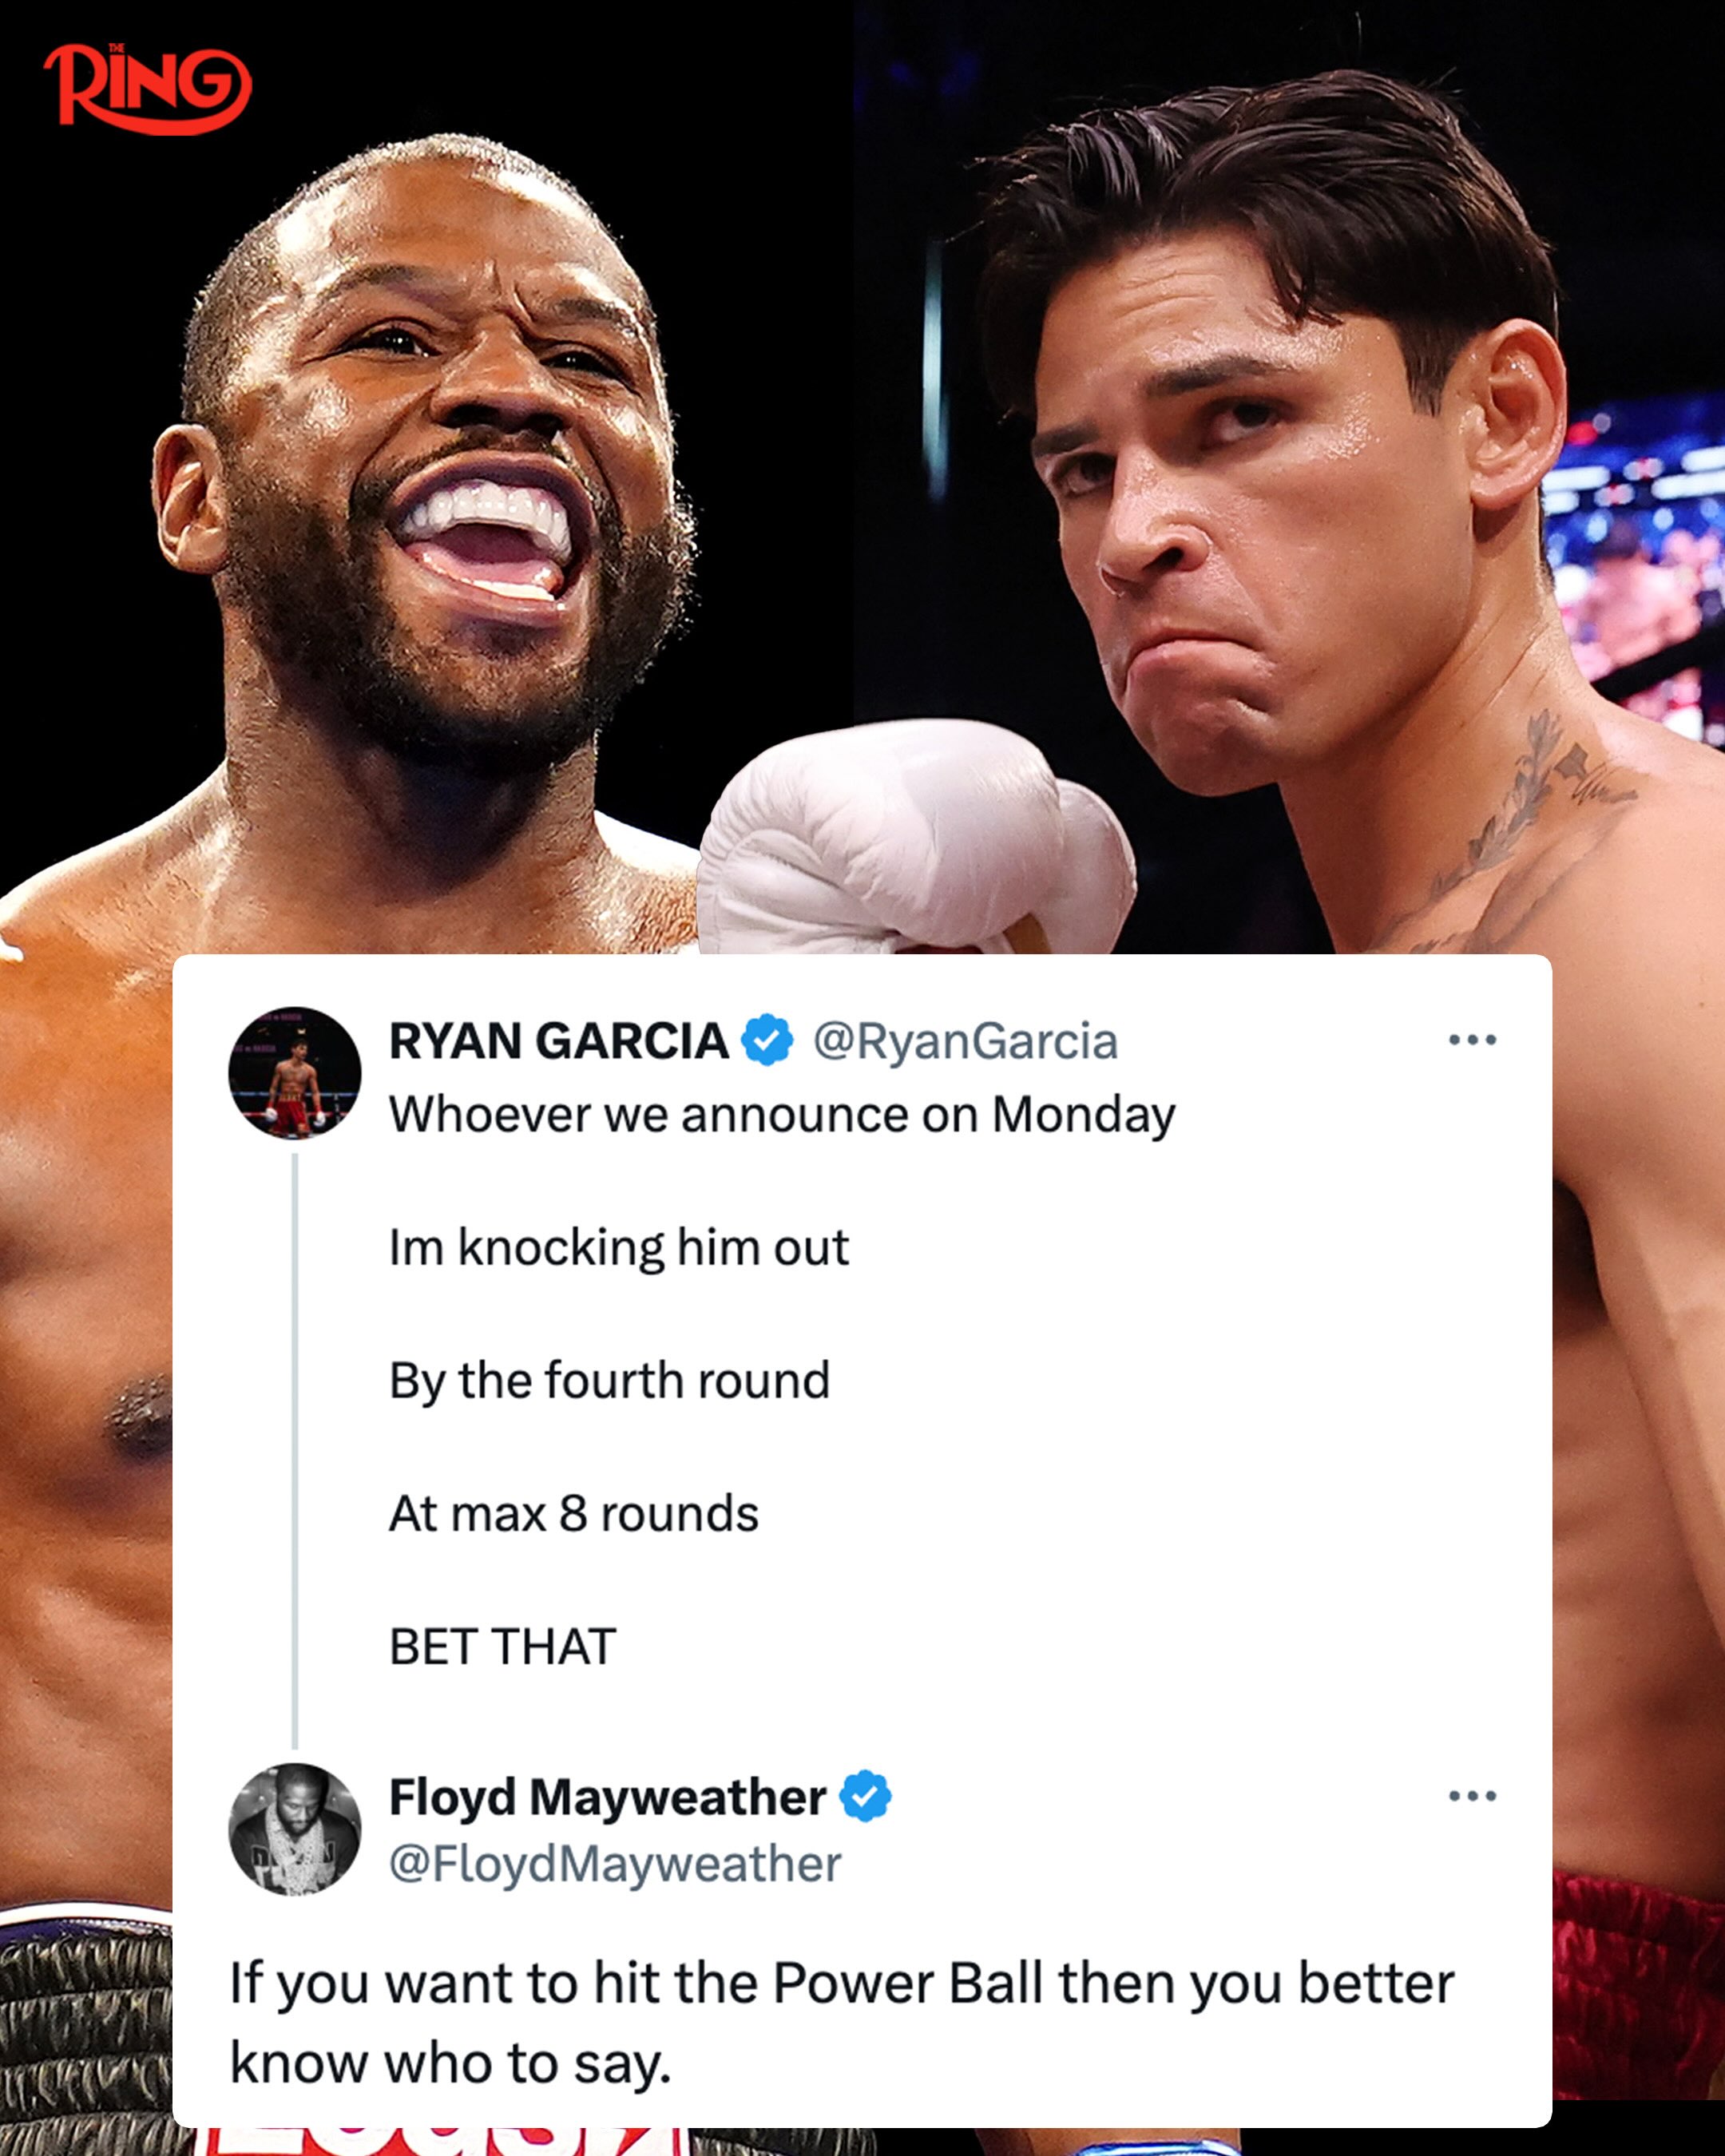 THE
RING
RYAN GARCIA @RyanGarcia
Whoever we announce on Monday
Im knocking him out
By the fourth round
At max 8 rounds
BET THAT
Floyd Mayweather
@FloydMayweather
If you want to hit the Power Ball then you better
know who to say.